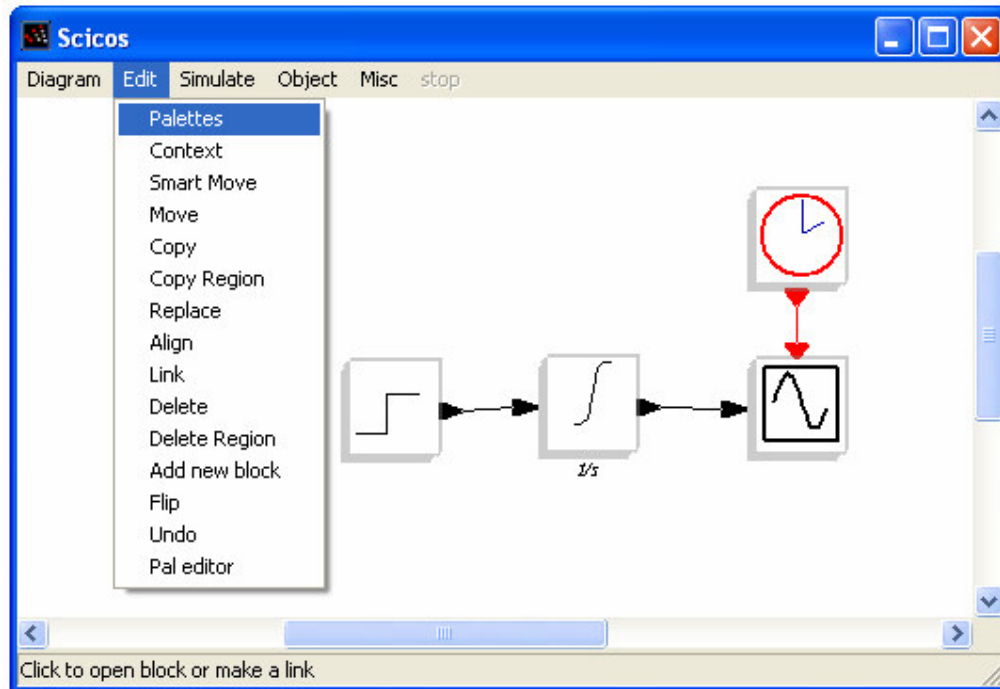 Scicos
Diagram Edit Simulate Object Misc stop
Palettes
Context
Smart Move
Move
Copy
Copy Region
Replace
Align
Link
Delete
Delete Region
Add new block
Flip
Undo
Pal editor
1/s
Click to open block or make a link